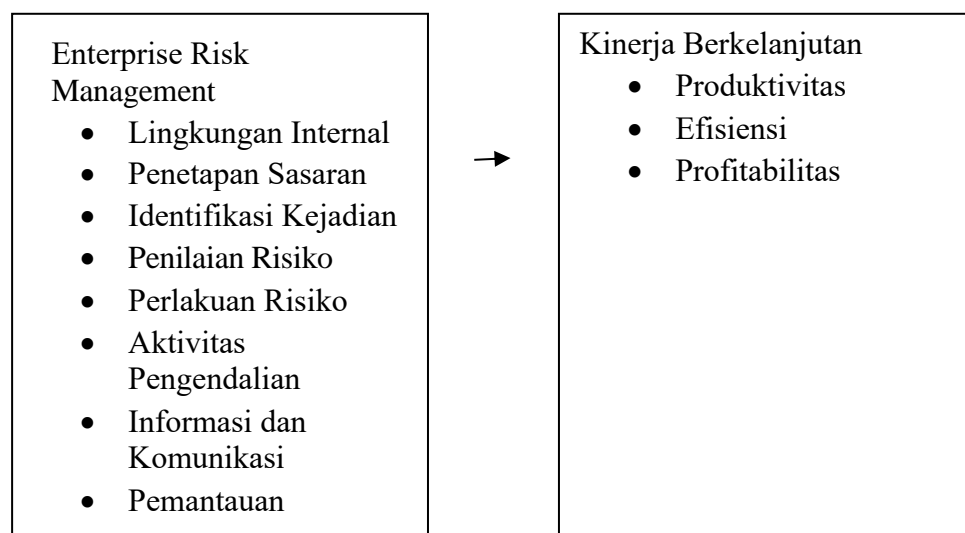 Enterprise Risk
Management
• Lingkungan Internal
• Penetapan Sasaran
• Identifikasi Kejadian
• Penilaian Risiko
• Perlakuan Risiko
• Aktivitas
Pengendalian
• Informasi dan
Komunikasi
• Pemantauan
Kinerja Berkelanjutan
• Produktivitas
• Efisiensi
• Profitabilitas